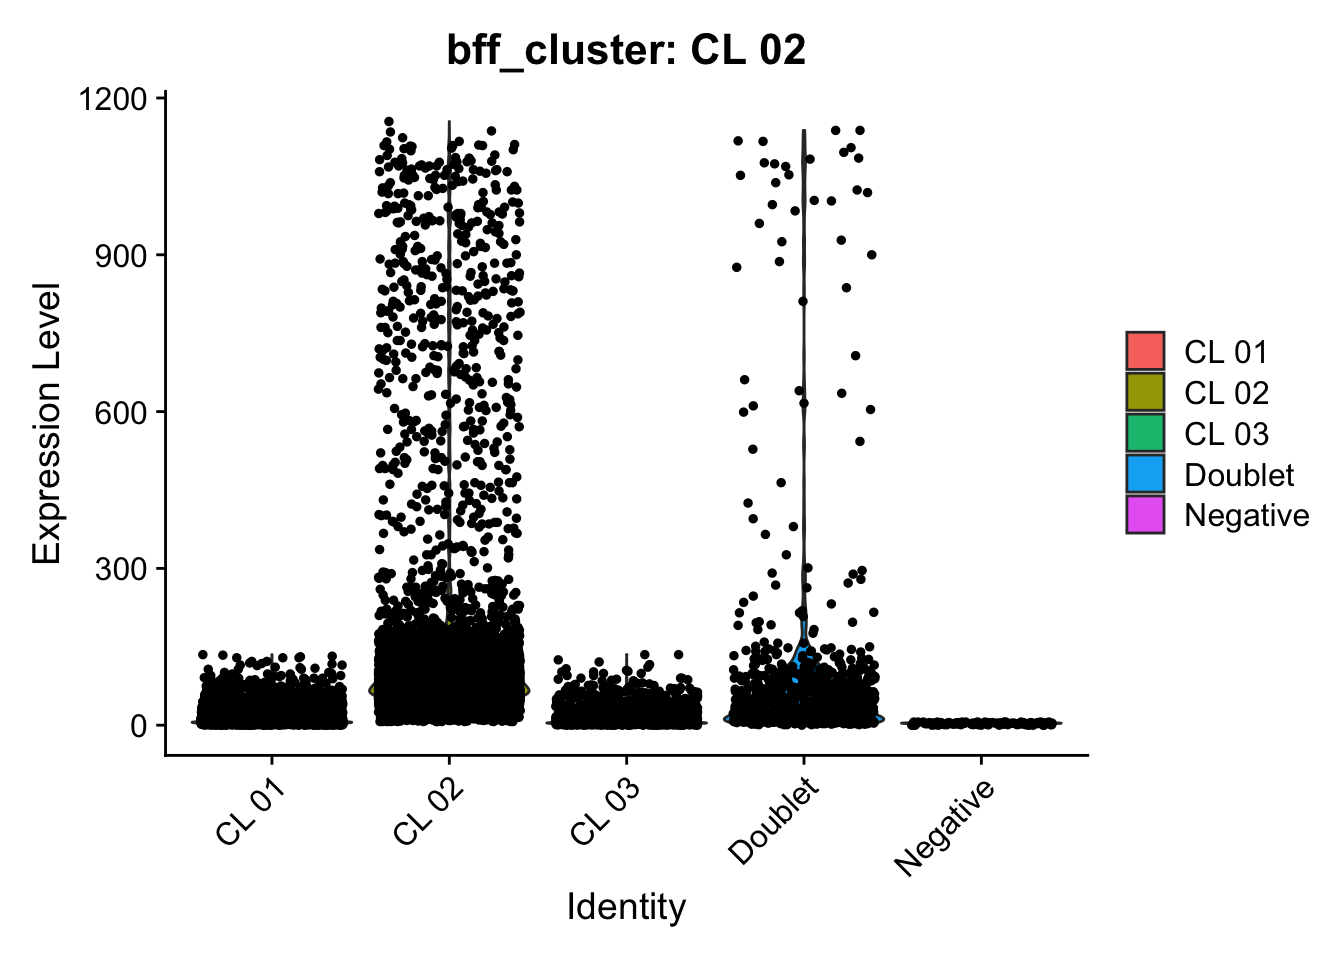 bff_cluster: CL 02
1200
900
600
300
0
Expression Level
CL 01
CL 02
CL 03
Doublet
Negative
Identity
CL 01
CL 02
CL 03
Doublet
Negative